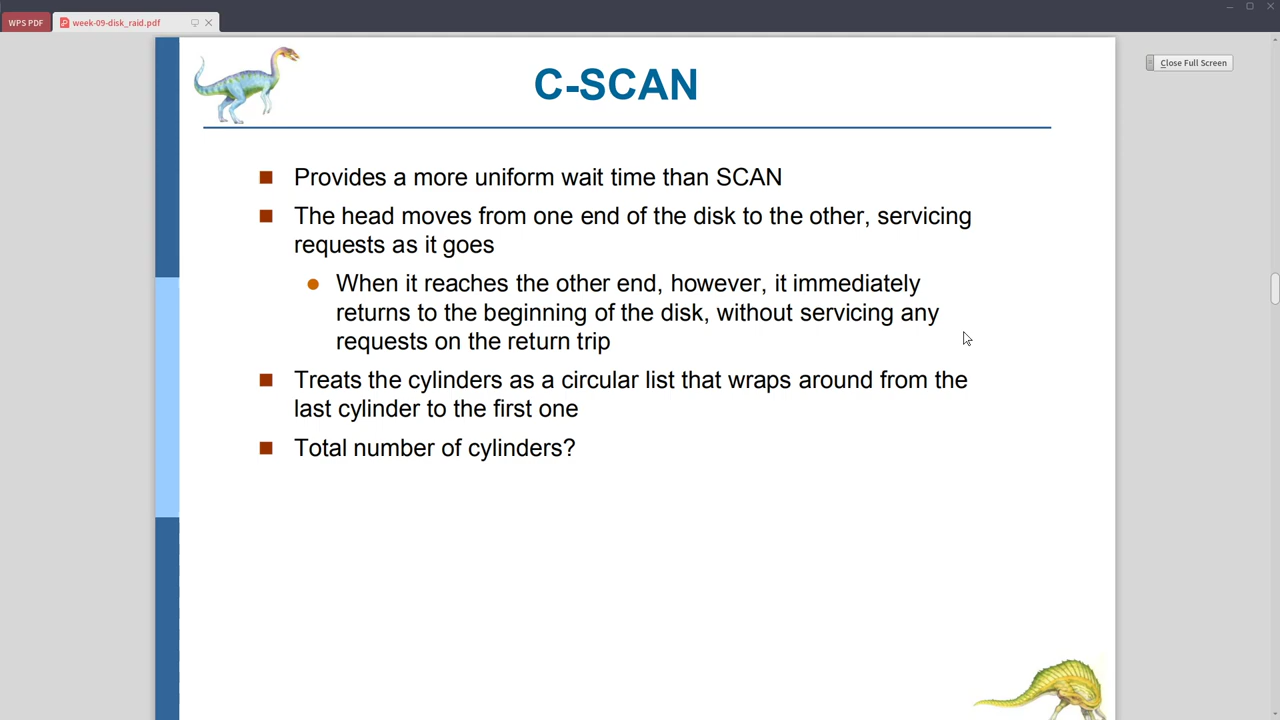 WPS PDF
week-09-disk_raid.pdf
Close Full Screen
C-SCAN
Provides a more uniform wait time than SCAN
The head moves from one end of the disk to the other, servicing
requests as it goes
When it reaches the other end, however, it immediately
returns to the beginning of the disk, without servicing any
requests on the return trip
Treats the cylinders as a circular list that wraps around from the
last cylinder to the first one
Total number of cylinders?